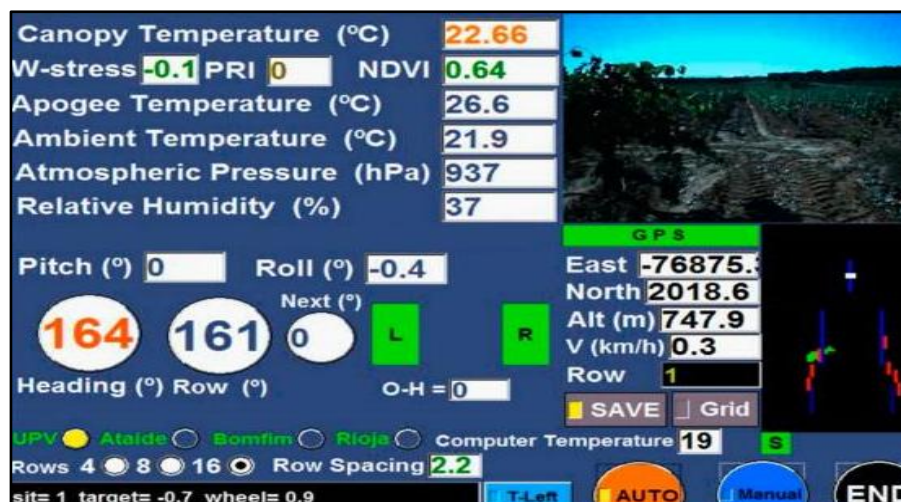 Canopy Temperature (ºC) 22.66
W-stress -0.1 PRI 0 NDVI 0.64
Apogee Temperature (ºC) 26.6
Ambient Temperature (ºC) 21.9
Atmospheric Pressure (hPa) 937
Relative Humidity (%) 37
GPS
Pitch (º) 0 Roll (º) -0.4
East -76875.
North 2018.6
Next (º)
Alt (m) 747.9
164 161 0 L R
V (km/h) 0.3
Heading (º) Row (º) O-H = 0
Row 1
SAVE Grid
UPV Ataide Bomfim Rioja Computer Temperature 19 S
Rows 4 8 16 Row Spacing 2.2
sit= 1 target= -0.7 wheel= 0.9
T-Left AUTO Manual END